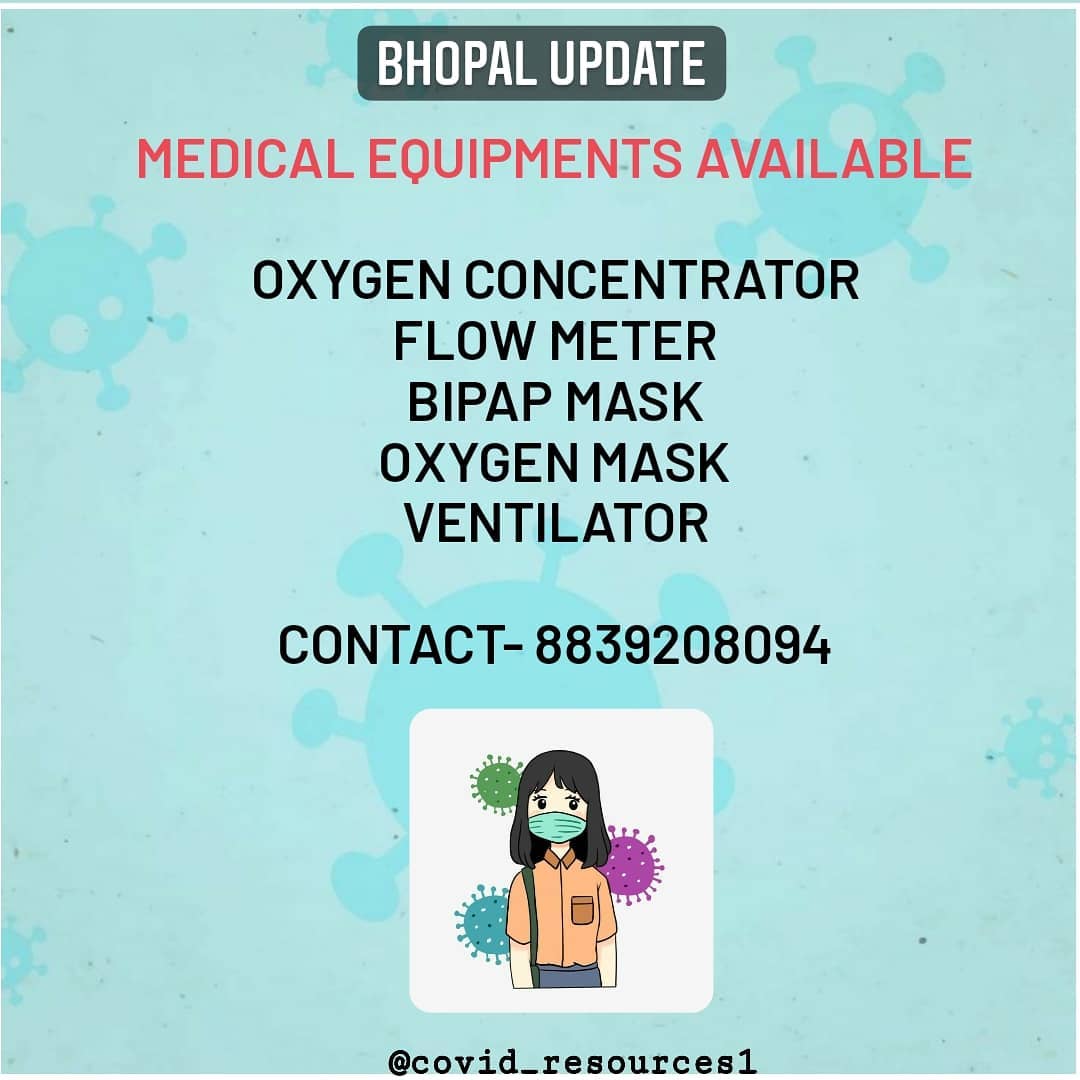 BHOPAL UPDATE
MEDICAL EQUIPMENTS AVAILABLE
OXYGEN CONCENTRATOR
FLOW METER
BIPAP MASK
OXYGEN MASK
VENTILATOR
CONTACT- 8839208094
@covid_resources1